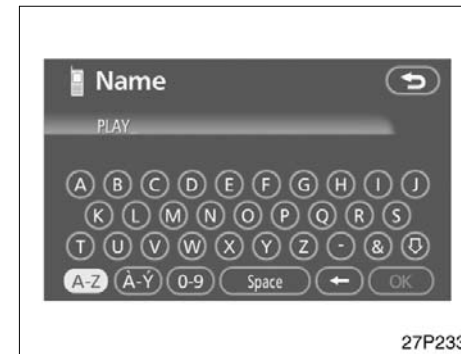 Name
PLAY
A B C D E F G H I J
K L M N O P Q R S
T U V W X Y Z - &
A-Z À-Ý 0-9 Space ← OK
27P233